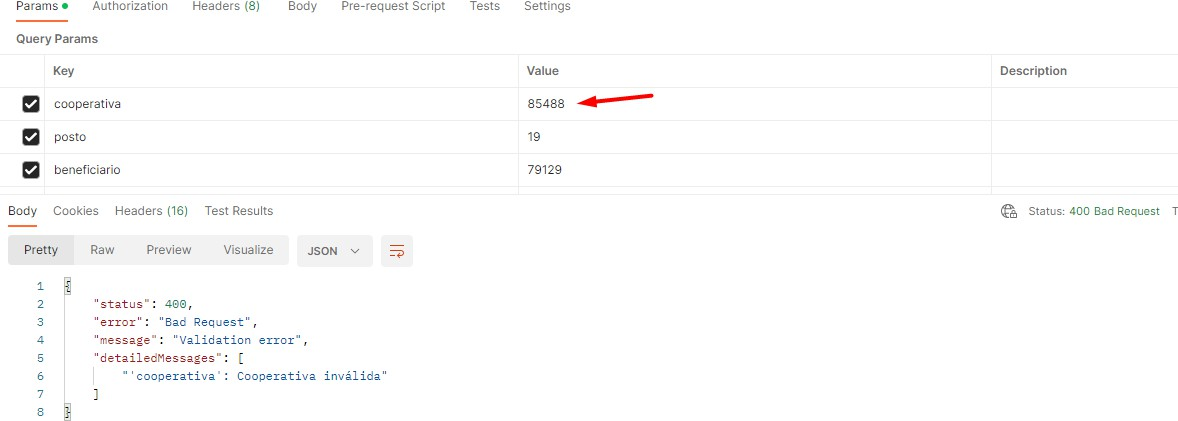 Params Authorization Headers (8) Body Pre-request Script Tests Settings
Query Params
Key Value Description
cooperativa 85488
posto 19
beneficiario 79129
Body Cookies Headers (16) Test Results Status: 400 Bad Request T
Pretty Raw Preview Visualize JSON
1 {
2 "status": 400,
3 "error": "Bad Request",
4 "message": "Validation error",
5 "detailedMessages": [
6 "'cooperativa': Cooperativa inválida"
7 ]
8 }